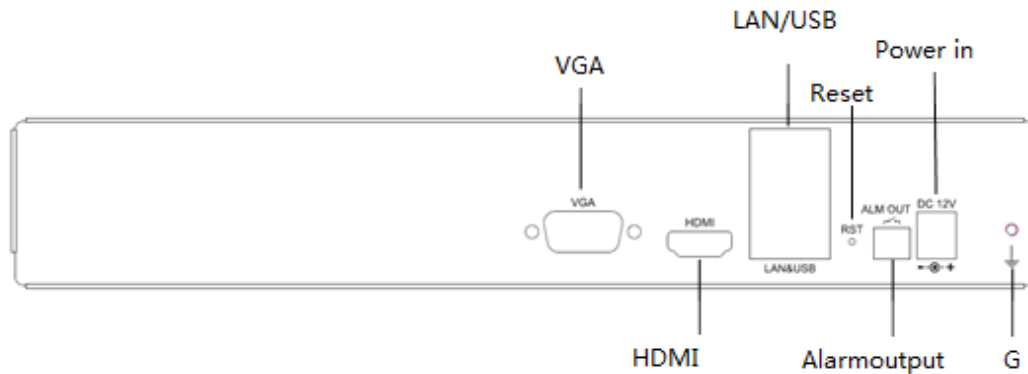 LAN/USB
Power in
VGA
Reset
VGA
HDMI
RST
ALM OUT
DC 12V
LAN&USB
HDMI
Alarmoutput
G